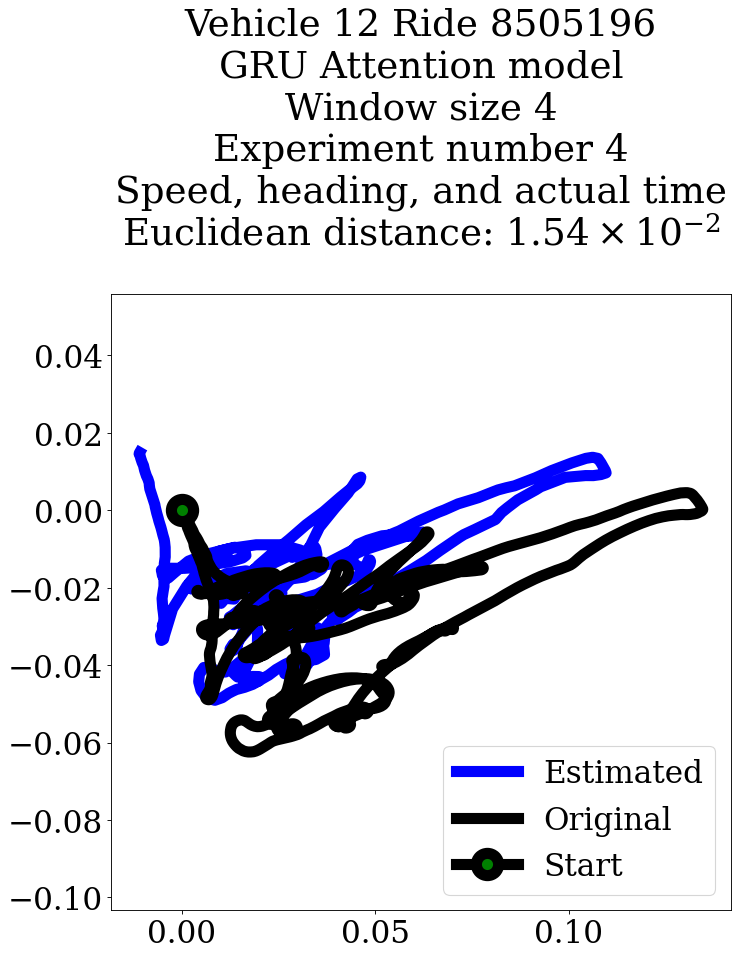 Vehicle 12 Ride 8505196
GRU Attention model
Window size 4
Experiment number 4
Speed, heading, and actual time
Euclidean distance: 1.54 × 10⁻²
0.04
0.02
0.00
−0.02
−0.04
−0.06
−0.08
−0.10
0.00 0.05 0.10
Estimated
Original
Start